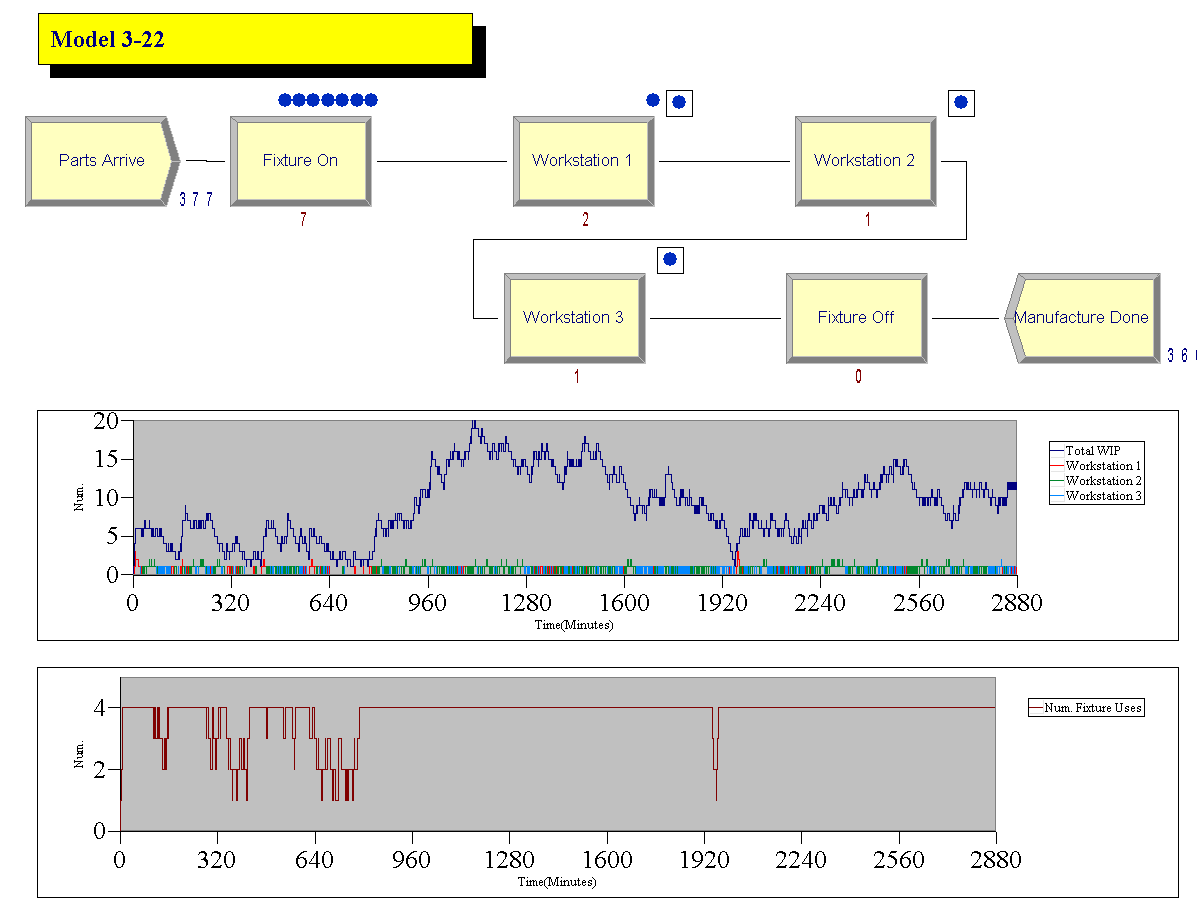 Model 3-22
Parts Arrive
Fixture On
Workstation 1
Workstation 2
377
7
2
1
Workstation 3
Fixture Off
Manufacture Done
1
0
20
15
10
5
0
Num.
0 320 640 960 1280 1600 1920 2240 2560 2880
Time(Minutes)
Total WIP
Workstation 1
Workstation 2
Workstation 3
4
2
0
Num.
0 320 640 960 1280 1600 1920 2240 2560 2880
Time(Minutes)
Num. Fixture Uses